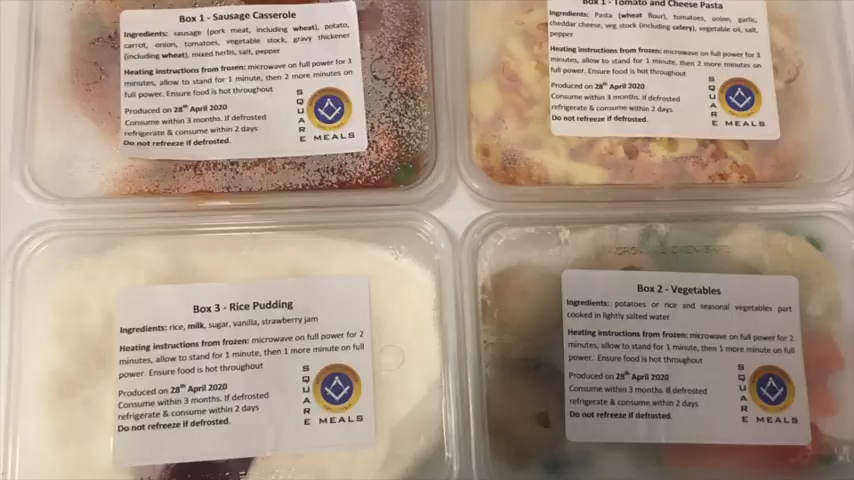 Box 1 - Sausage Casserole
Ingredients: sausage (pork meat, including wheat), potato,
carrot, onion, tomatoes, vegetable stock, gravy thickener
(including wheat), mixed herbs, salt, pepper
Heating instructions from frozen: microwave on full power for 3
minutes, allow to stand for 1 minute, then 2 more minutes on
full power. Ensure food is hot throughout
Produced on 28th April 2020
Consume within 3 months. If defrosted
refrigerate & consume within 2 days
Do not refreeze if defrosted.
SQUARE MEALS
Box 1 - Tomato and Cheese Pasta
Ingredients: Pasta (wheat flour), tomatoes, onion, garlic,
cheddar cheese, veg stock (including celery), vegetable oil, salt,
pepper
Heating instructions from frozen: microwave on full power for 3
minutes, allow to stand for 1 minute, then 2 more minutes on
full power. Ensure food is hot throughout
Produced on 28th April 2020
Consume within 3 months. If defrosted
refrigerate & consume within 2 days
Do not refreeze if defrosted.
SQUARE MEALS
Box 3 - Rice Pudding
Ingredients: rice, milk, sugar, vanilla, strawberry jam
Heating instructions from frozen: microwave on full power for 2
minutes, allow to stand for 1 minute, then 1 more minute on full
power. Ensure food is hot throughout
Produced on 28th April 2020
Consume within 3 months. If defrosted
refrigerate & consume within 2 days
Do not refreeze if defrosted.
SQUARE MEALS
Box 2 - Vegetables
Ingredients: potatoes or rice and seasonal vegetables part
cooked in lightly salted water
Heating instructions from frozen: microwave on full power for 2
minutes, allow to stand for 1 minute, then 1 more minute on full
power. Ensure food is hot throughout
Produced on 28th April 2020
Consume within 3 months. If defrosted
refrigerate & consume within 2 days
Do not refreeze if defrosted.
SQUARE MEALS